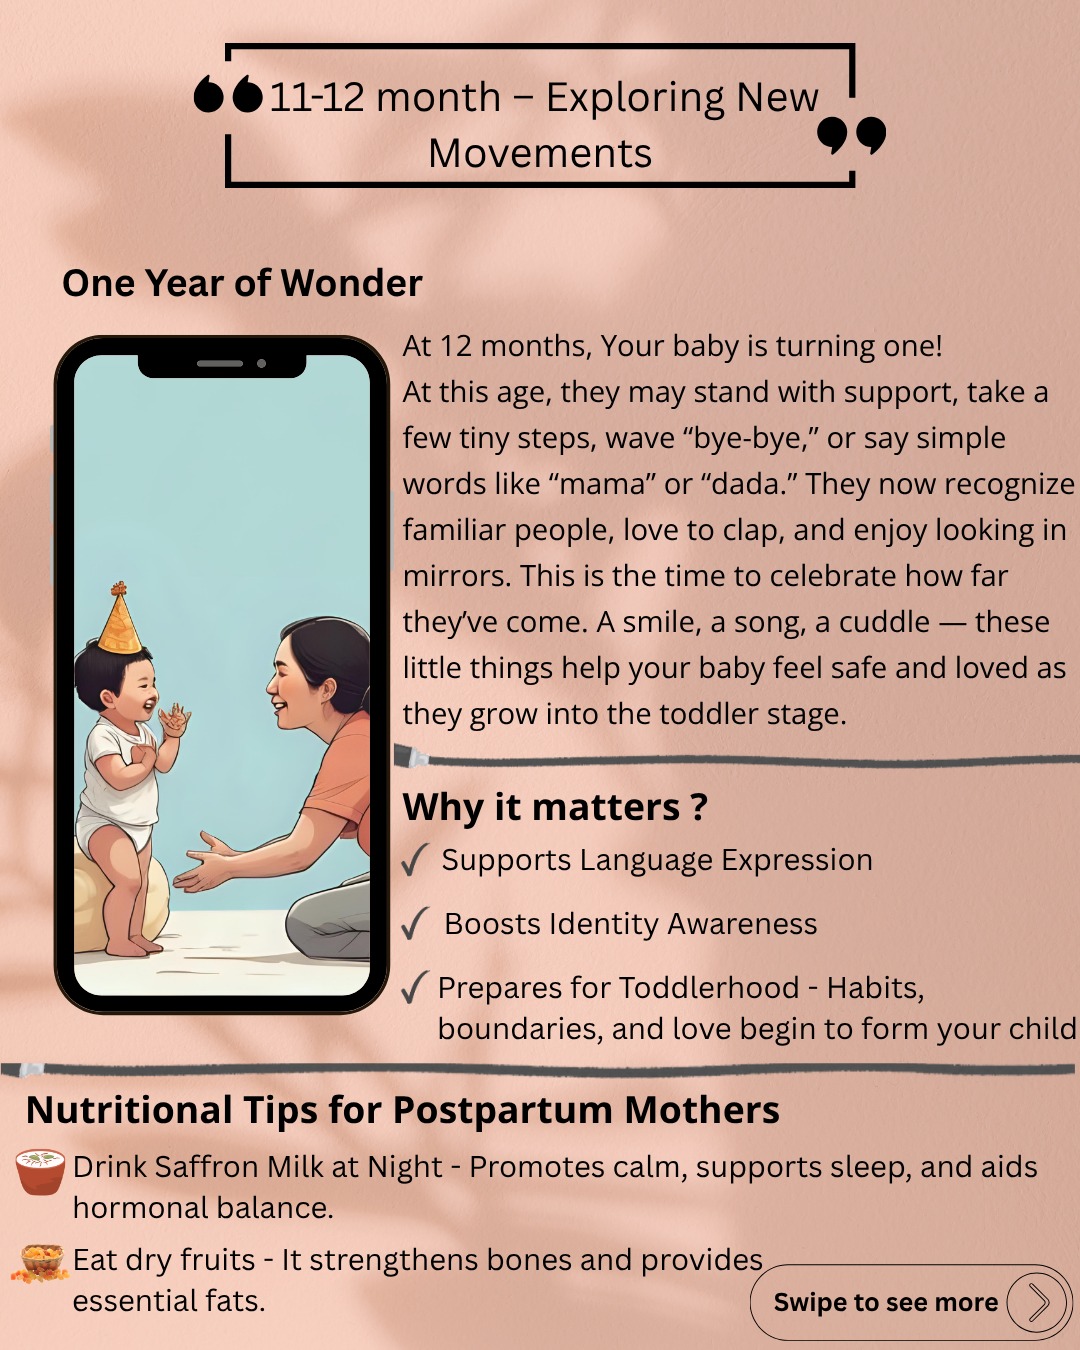 11-12 month – Exploring New
Movements
One Year of Wonder
At 12 months, Your baby is turning one!
At this age, they may stand with support, take a
few tiny steps, wave “bye-bye,” or say simple
words like “mama” or “dada.” They now recognize
familiar people, love to clap, and enjoy looking in
mirrors. This is the time to celebrate how far
they’ve come. A smile, a song, a cuddle — these
little things help your baby feel safe and loved as
they grow into the toddler stage.
Why it matters ?
Supports Language Expression
Boosts Identity Awareness
Prepares for Toddlerhood - Habits,
boundaries, and love begin to form your child
Nutritional Tips for Postpartum Mothers
Drink Saffron Milk at Night - Promotes calm, supports sleep, and aids
hormonal balance.
Eat dry fruits - It strengthens bones and provides
essential fats.
Swipe to see more